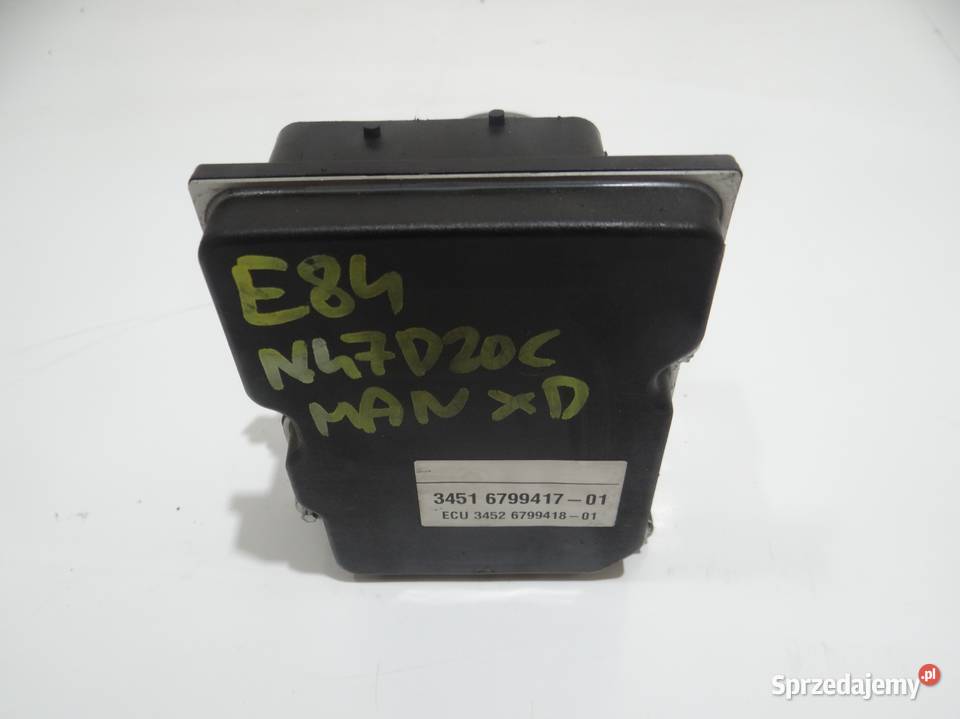 E84
N47D20C
MAN XD
3451 6799417-01
ECU 3452 6799418-01
Sprzedajemy.pl